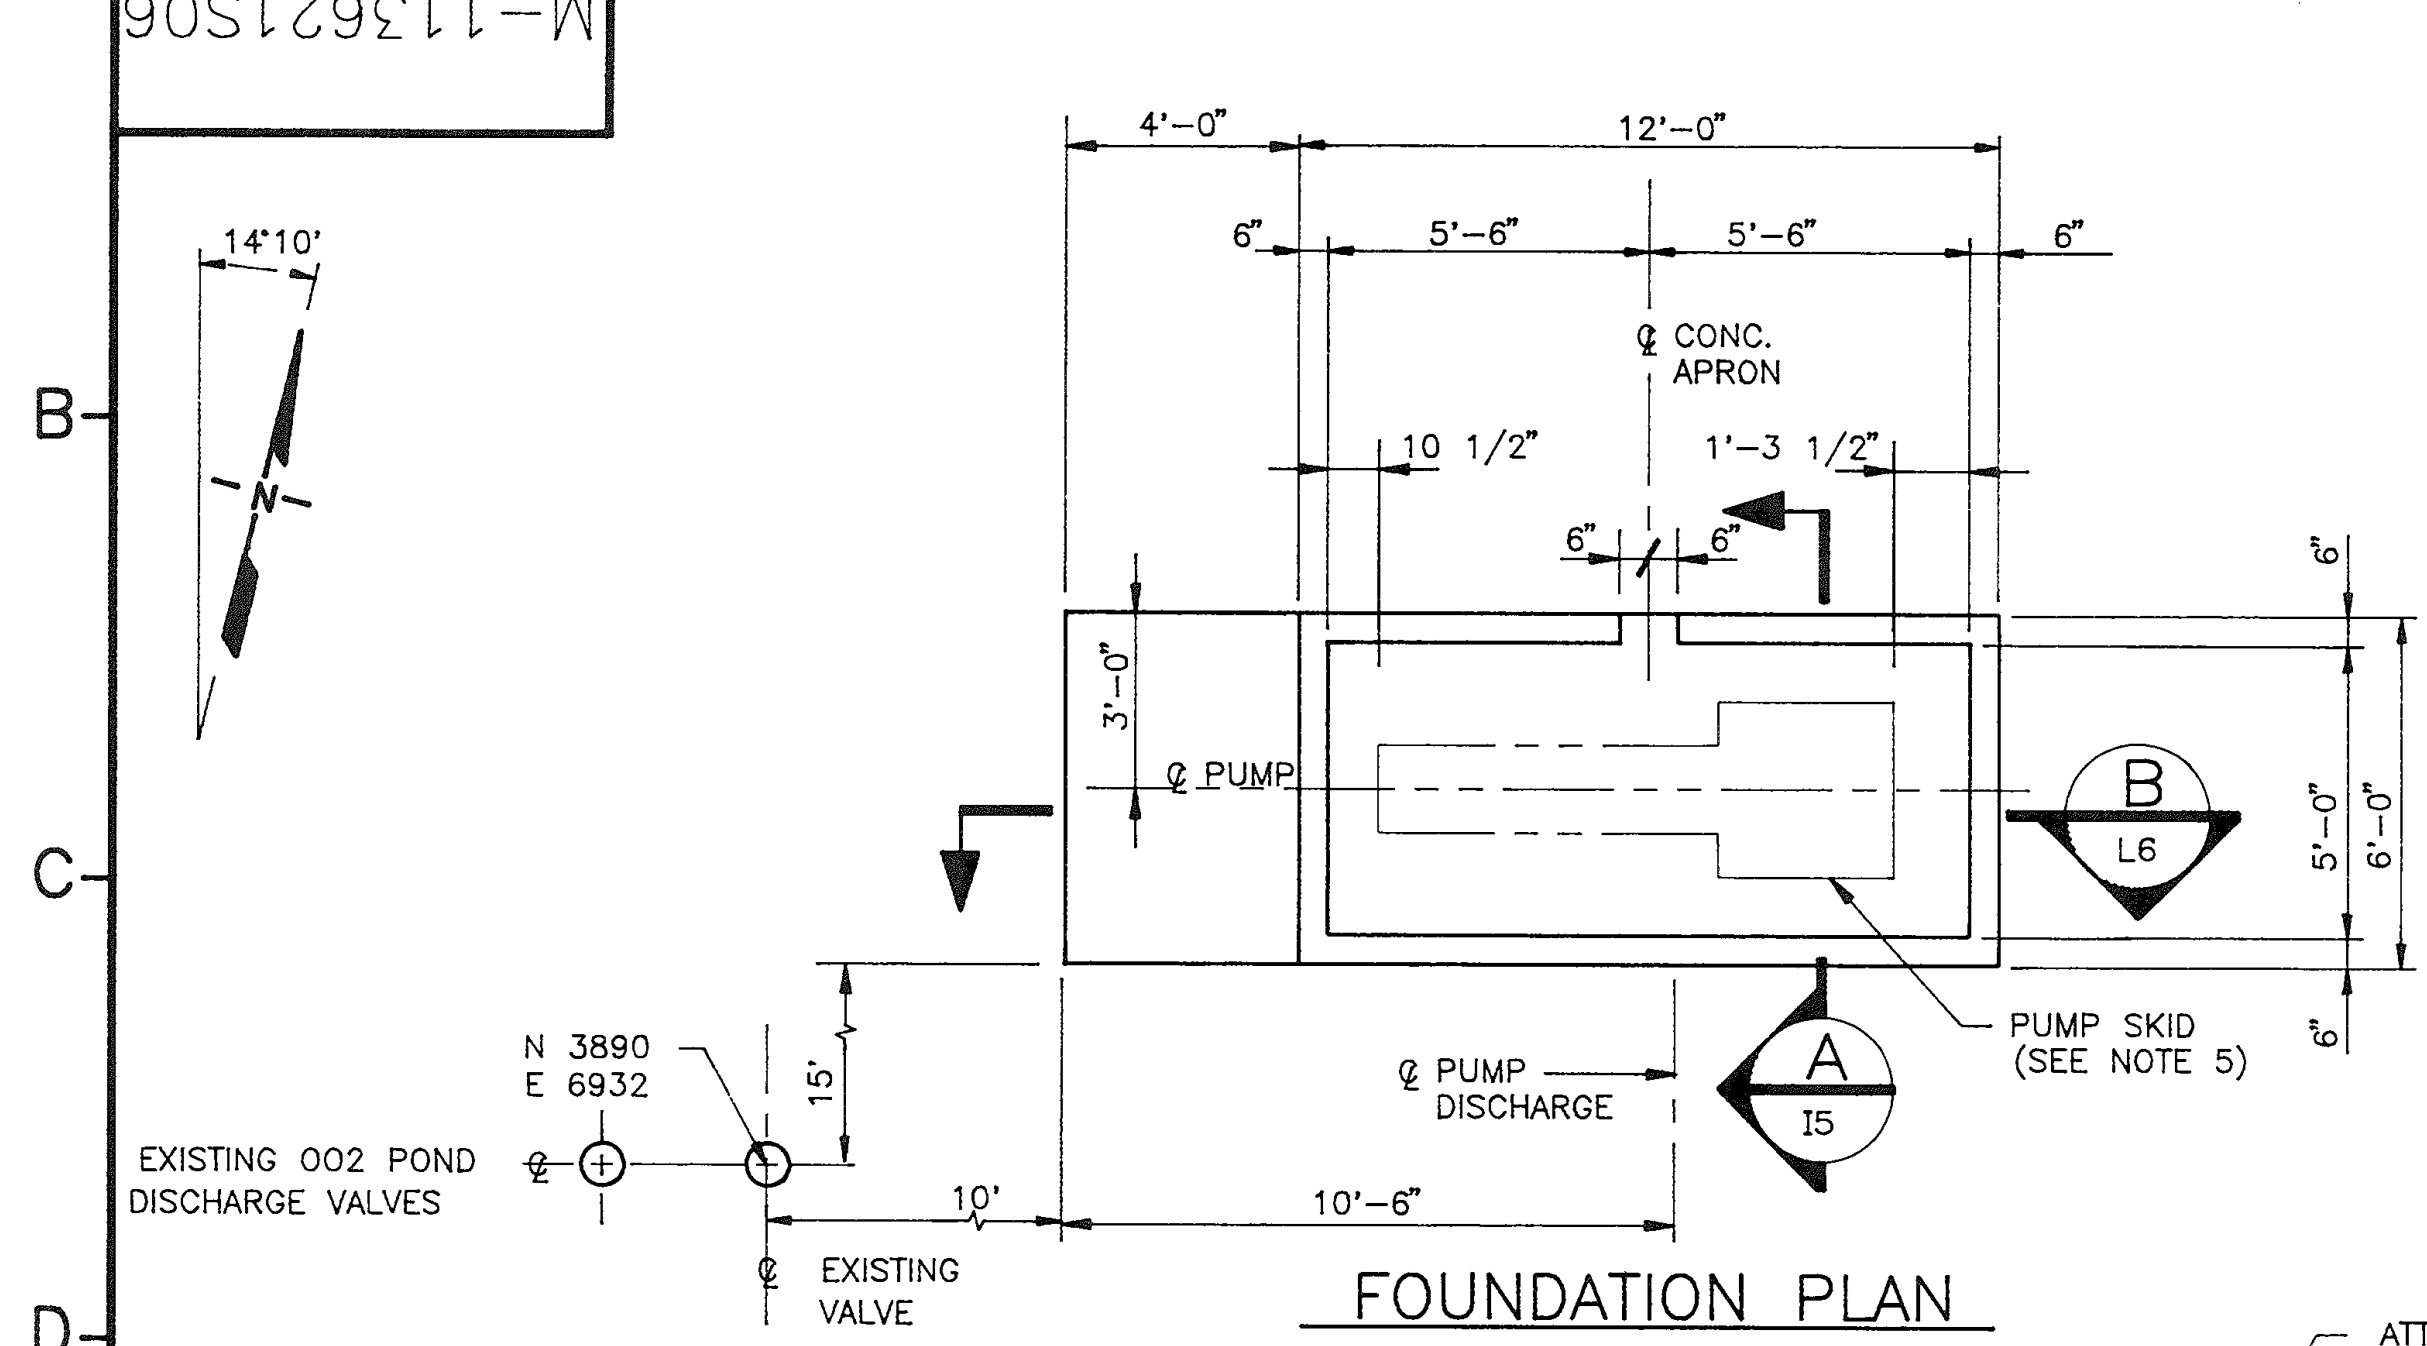 M-113621S06
4'-0"
12'-0"
14°10'
6"
5'-6"
5'-6"
6"
℄ CONC.
APRON
B
10 1/2"
1'-3 1/2"
N
6"
6"
6"
3'-0"
℄ PUMP
B
L6
5'-0"
6'-0"
C
6"
PUMP SKID
(SEE NOTE 5)
N 3890
E 6932
15'
℄ PUMP
DISCHARGE
A
I5
EXISTING 002 POND
DISCHARGE VALVES
℄
10'
10'-6"
℄ EXISTING
VALVE
FOUNDATION PLAN
D
ATT